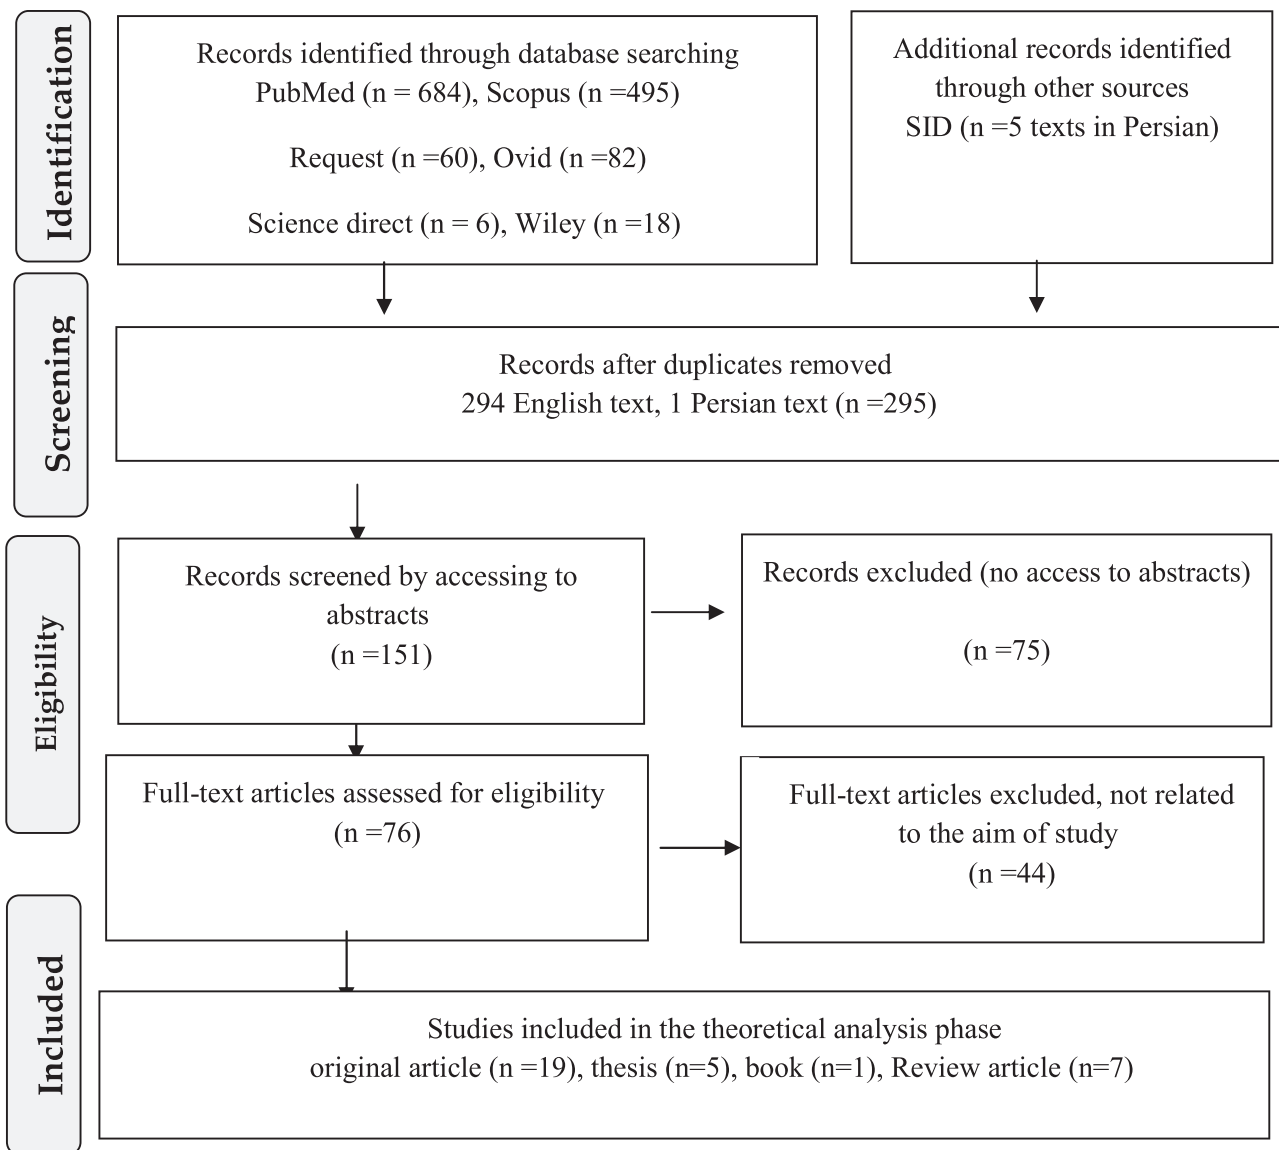 Identification
Records identified through database searching
PubMed (n = 684), Scopus (n =495)
Request (n =60), Ovid (n =82)
Science direct (n = 6), Wiley (n =18)
Additional records identified
through other sources
SID (n =5 texts in Persian)
Screening
Records after duplicates removed
294 English text, 1 Persian text (n =295)
Eligibility
Records screened by accessing to
abstracts
(n =151)
Records excluded (no access to abstracts)
(n =75)
Full-text articles assessed for eligibility
(n =76)
Full-text articles excluded, not related
to the aim of study
(n =44)
Included
Studies included in the theoretical analysis phase
original article (n =19), thesis (n=5), book (n=1), Review article (n=7)